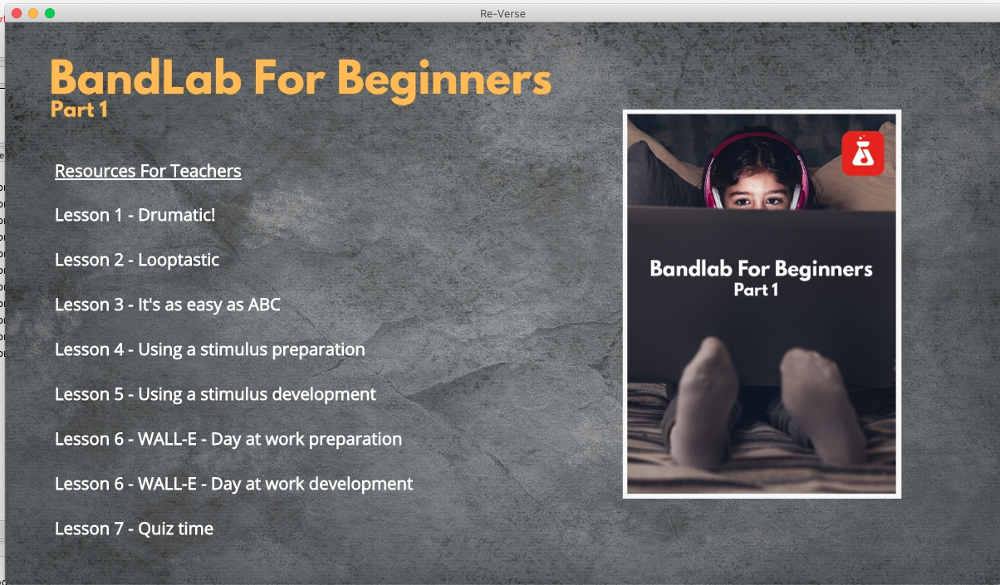 Re-Verse
BandLab For Beginners
Part 1
Resources For Teachers
Lesson 1 - Drumatic!
Lesson 2 - Looptastic
Lesson 3 - It's as easy as ABC
Lesson 4 - Using a stimulus preparation
Lesson 5 - Using a stimulus development
Lesson 6 - WALL-E - Day at work preparation
Lesson 6 - WALL-E - Day at work development
Lesson 7 - Quiz time
Bandlab For Beginners
Part 1